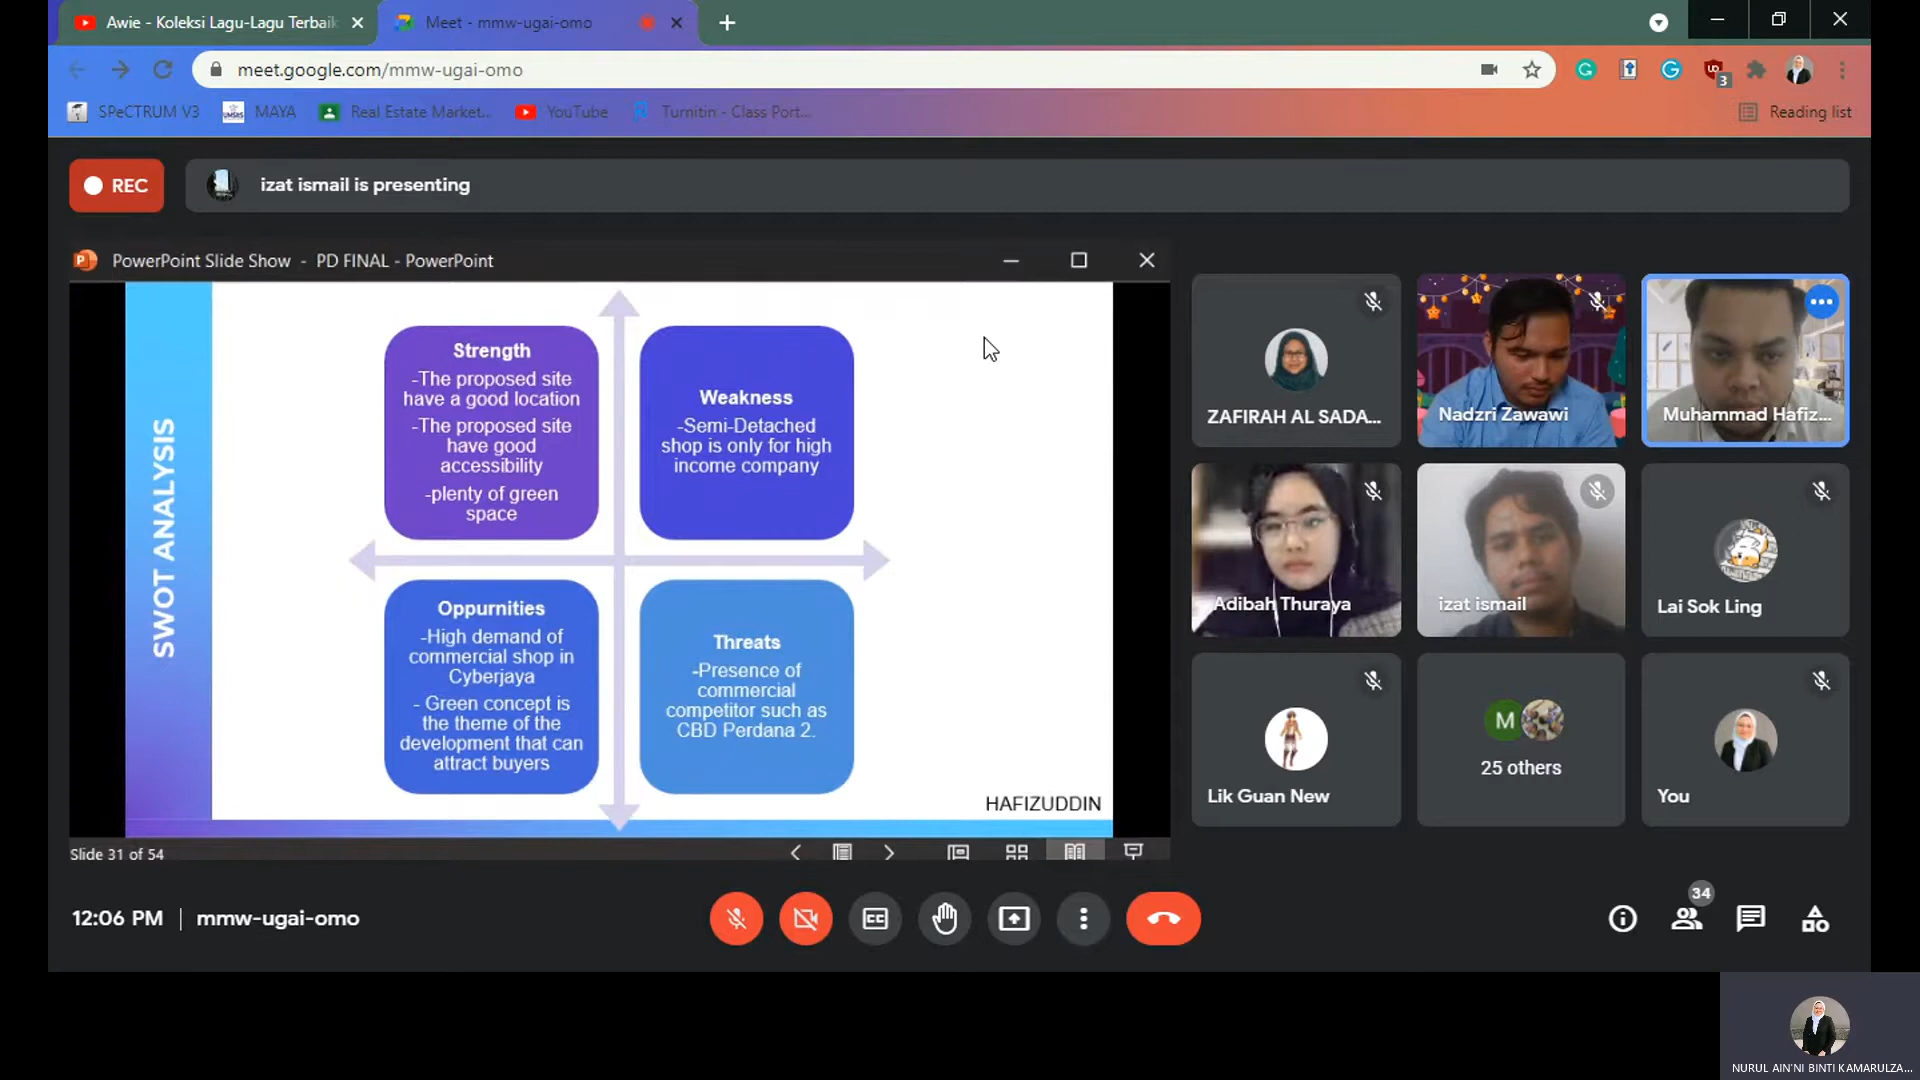 Awie - Koleksi Lagu-Lagu Terbaik
Meet - mmw-ugai-omo
meet.google.com/mmw-ugai-omo
3
SPeCTRUM V3
MAYA
Real Estate Market...
YouTube
Turnitin - Class Port...
Reading list
REC
izat ismail is presenting
PowerPoint Slide Show - PD FINAL - PowerPoint
SWOT ANALYSIS
Strength
-The proposed site
have a good location
-The proposed site
have good
accessibility
-plenty of green
space
Weakness
-Semi-Detached
shop is only for high
income company
Oppurnities
-High demand of
commercial shop in
Cyberjaya
- Green concept is
the theme of the
development that can
attract buyers
Threats
-Presence of
commercial
competitor such as
CBD Perdana 2.
HAFIZUDDIN
Slide 31 of 54
ZAFIRAH AL SADA...
Nadzri Zawawi
Muhammad Hafiz...
Adibah Thuraya
izat ismail
Lai Sok Ling
Lik Guan New
M
25 others
You
12:06 PM | mmw-ugai-omo
34
NURUL AIN'NI BINTI KAMARULZA...